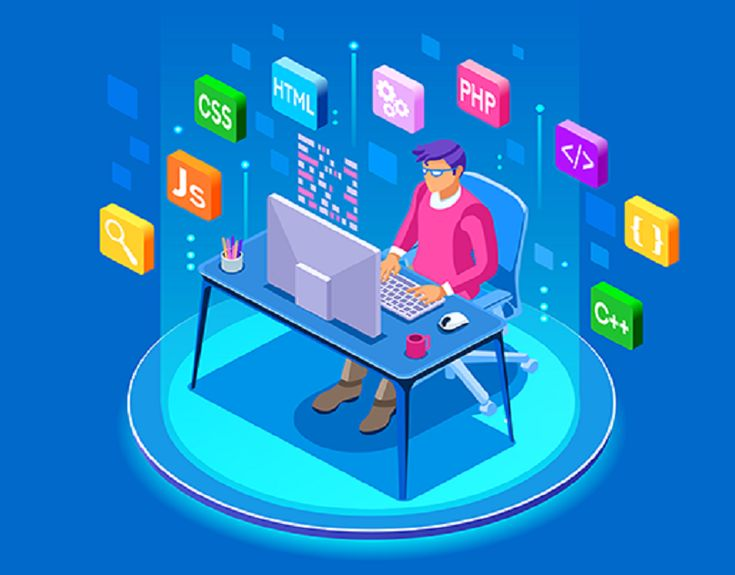 HTML
PHP
CSS
</>
Js
{ }
C++